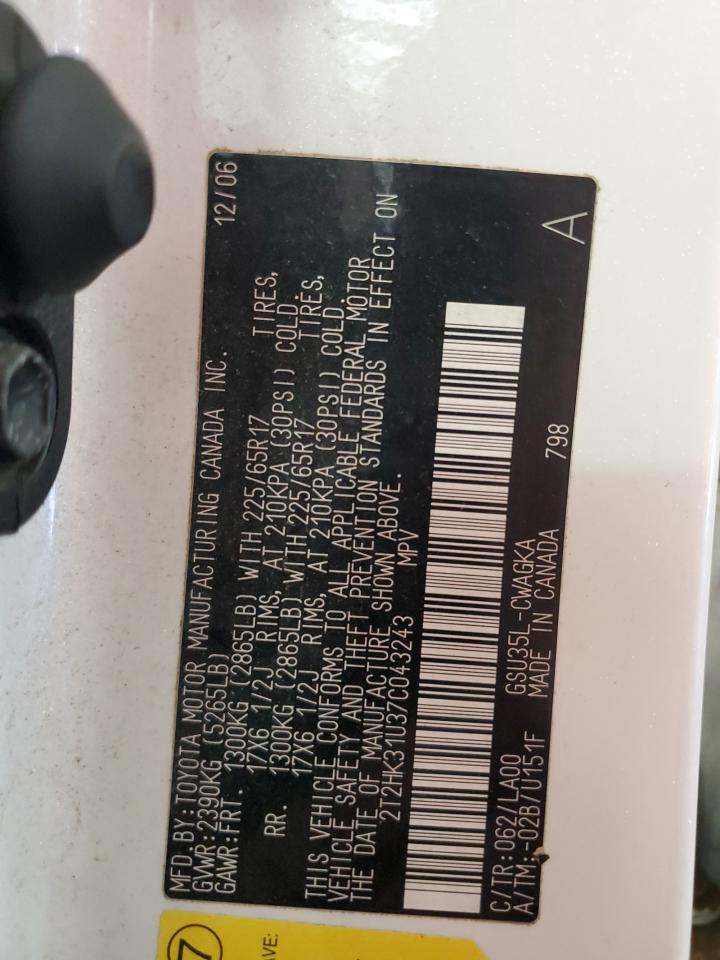 MFD.BY:TOYOTA MOTOR MANUFACTURING CANADA INC. 12/06
GVWR:2390KG (5265LB)
GAWR:FRT. 1300KG (2865LB) WITH 225/65R17 TIRES,
17X6 1/2J RIMS, AT 210KPA (30PSI) COLD.
RR. 1300KG (2865LB) WITH 225/65R17 TIRES,
17X6 1/2J RIMS, AT 210KPA (30PSI) COLD.
THIS VEHICLE CONFORMS TO ALL APPLICABLE FEDERAL MOTOR
VEHICLE SAFETY AND THEFT PREVENTION STANDARDS IN EFFECT ON
THE DATE OF MANUFACTURE SHOWN ABOVE.
2T2HK31U37C043243 MPV
A
C/TR:062/LA00 GSU35L-CWAGKA
A/TM:-02B/U151F MADE IN CANADA 798
7
AVE: